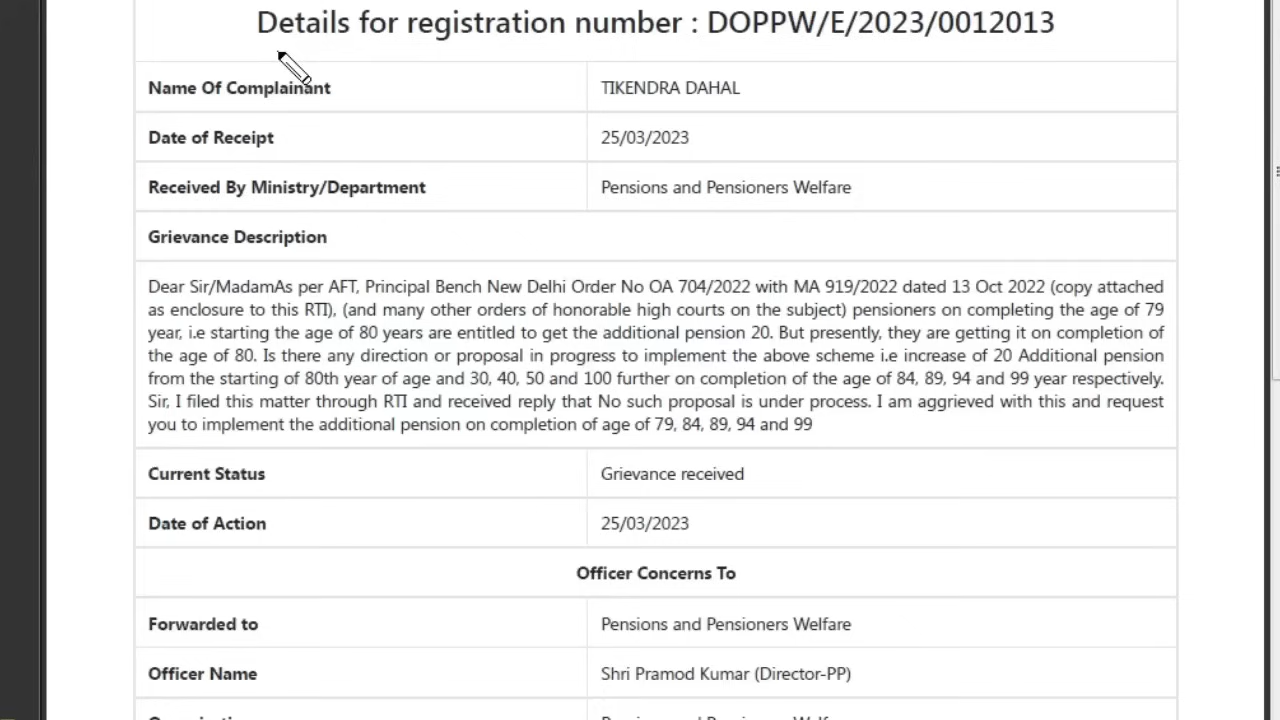 Details for registration number : DOPPW/E/2023/0012013
Name Of Complainant TIKENDRA DAHAL
Date of Receipt 25/03/2023
Received By Ministry/Department Pensions and Pensioners Welfare
Grievance Description
Dear Sir/MadamAs per AFT, Principal Bench New Delhi Order No OA 704/2022 with MA 919/2022 dated 13 Oct 2022 (copy attached
as enclosure to this RTI), (and many other orders of honorable high courts on the subject) pensioners on completing the age of 79
year, i.e starting the age of 80 years are entitled to get the additional pension 20. But presently, they are getting it on completion of
the age of 80. Is there any direction or proposal in progress to implement the above scheme i.e increase of 20 Additional pension
from the starting of 80th year of age and 30, 40, 50 and 100 further on completion of the age of 84, 89, 94 and 99 year respectively.
Sir, I filed this matter through RTI and received reply that No such proposal is under process. I am aggrieved with this and request
you to implement the additional pension on completion of age of 79, 84, 89, 94 and 99
Current Status Grievance received
Date of Action 25/03/2023
Officer Concerns To
Forwarded to Pensions and Pensioners Welfare
Officer Name Shri Pramod Kumar (Director-PP)